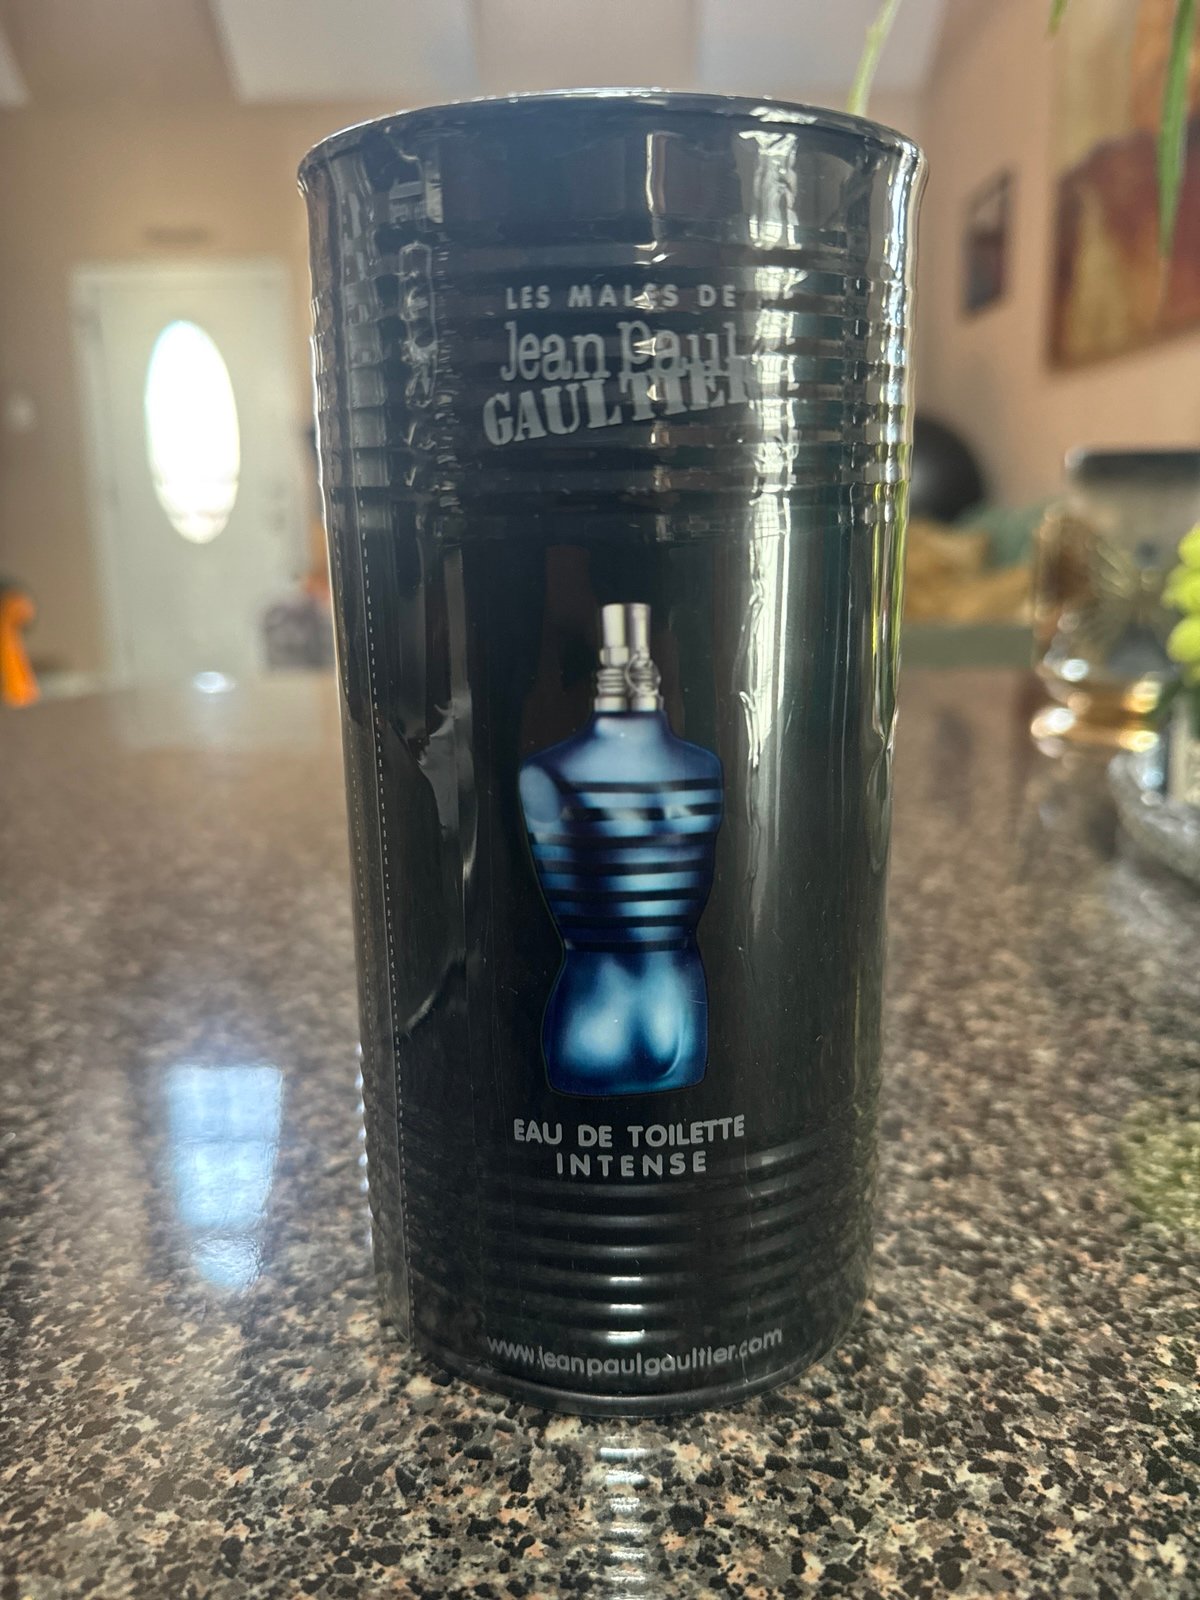 LES MALES DE
Jean Paul
GAULTIER
EAU DE TOILETTE
INTENSE
www.jeanpaulgaultier.com